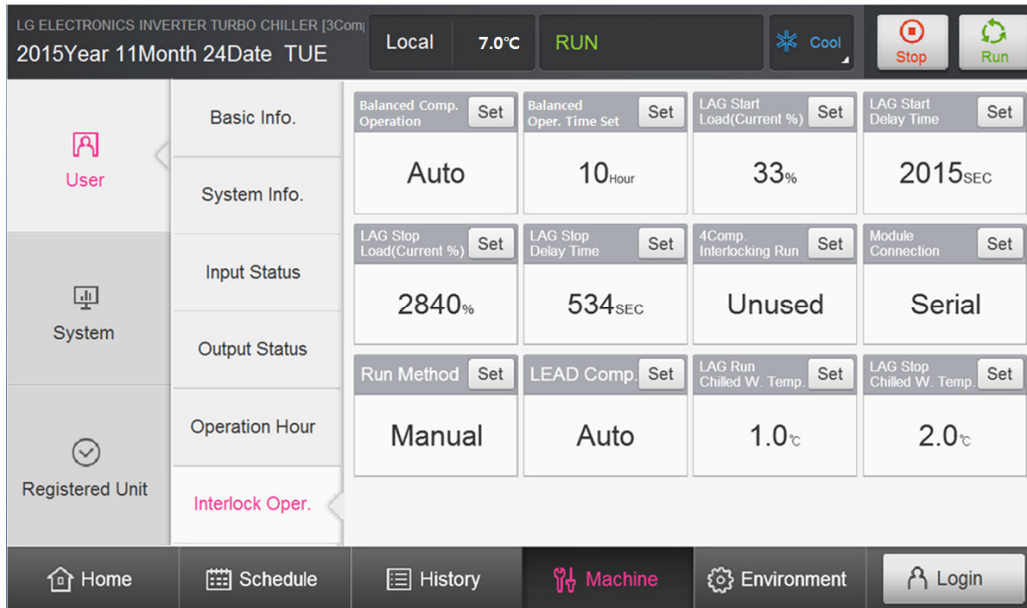 LG ELECTRONICS INVERTER TURBO CHILLER [3Com
2015Year 11Month 24Date TUE
Local 7.0℃ RUN Cool
Stop Run
User
System
Registered Unit
Basic Info.
System Info.
Input Status
Output Status
Operation Hour
Interlock Oper.
Balanced Comp.
Operation
Set
Auto
Balanced
Oper. Time Set
Set
10Hour
LAG Start
Load(Current %)
Set
33%
LAG Start
Delay Time
Set
2015SEC
LAG Stop
Load(Current %)
Set
2840%
LAG Stop
Delay Time
Set
534SEC
4Comp.
Interlocking Run
Set
Unused
Module
Connection
Set
Serial
Run Method Set
Manual
LEAD Comp. Set
Auto
LAG Run
Chilled W. Temp.
Set
1.0℃
LAG Stop
Chilled W. Temp.
Set
2.0℃
Home Schedule History Machine Environment Login